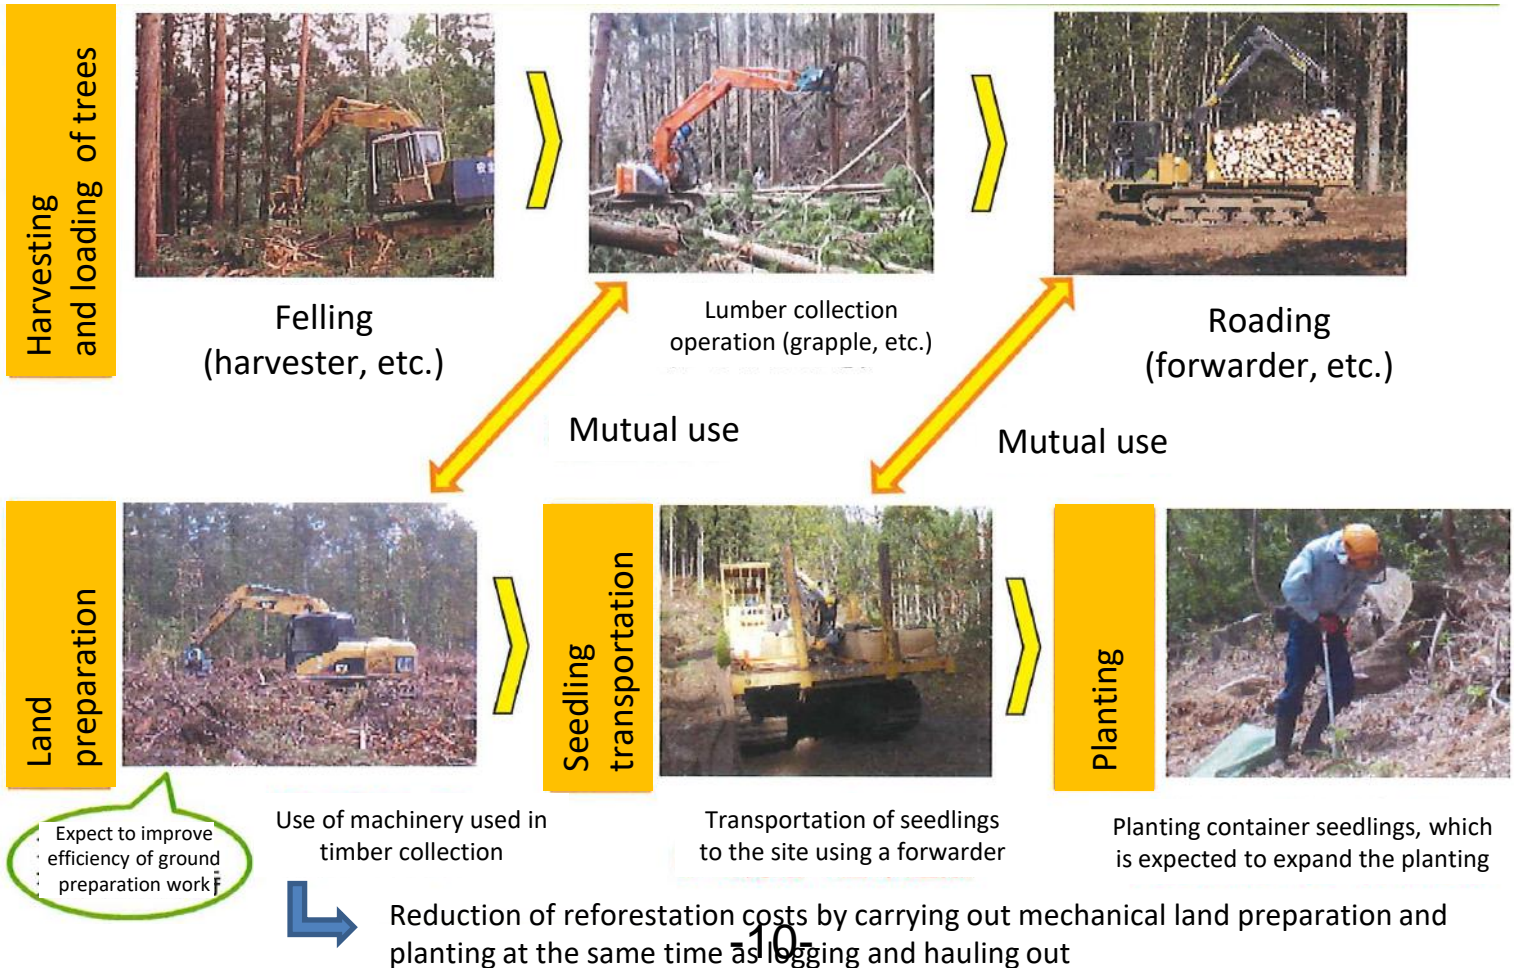 Harvesting
and loading of trees
安全
Felling
(harvester, etc.)
Lumber collection
operation (grapple, etc.)
Roading
(forwarder, etc.)
Mutual use
Mutual use
Land
preparation
CAT
Seedling
transportation
Planting
Expect to improve
efficiency of ground
preparation work
Use of machinery used in
timber collection
Transportation of seedlings
to the site using a forwarder
Planting container seedlings, which
is expected to expand the planting
Reduction of reforestation costs by carrying out mechanical land preparation and
planting at the same time as logging and hauling out
-10-